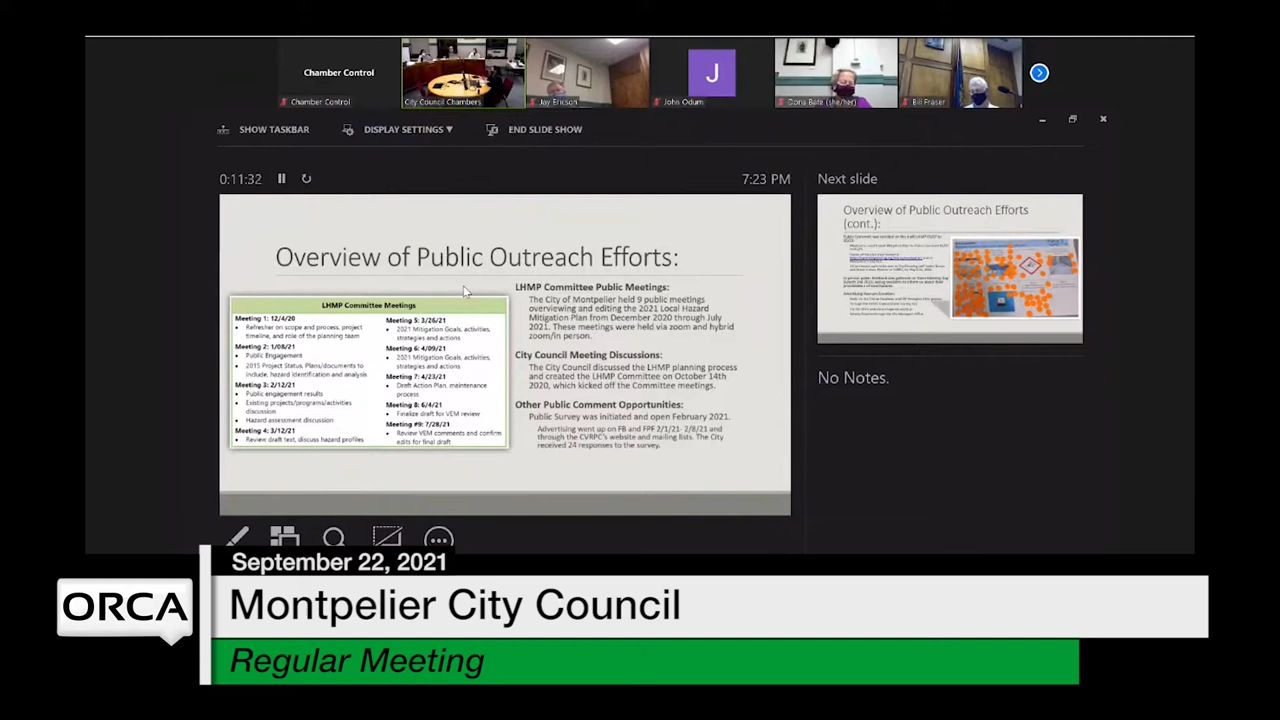 Chamber Control
J
Chamber Control
City Council Chambers
Jay Ericson
John Odum
Dona Bate (she/her)
Bill Fraser
SHOW TASKBAR
DISPLAY SETTINGS ▼
END SLIDE SHOW
0:11:32
7:23 PM
Next slide
Overview of Public Outreach Efforts:
LHMP Committee Meetings
Meeting 1: 12/4/20
• Refresher on scope and process, project
timeline, and role of the planning team
Meeting 2: 1/08/21
• Public Engagement
• 2015 Project Status, Plans/documents to
include, hazard identification and analysis
Meeting 3: 2/12/21
• Public engagement results
• Existing projects/programs/activities
discussion
• Hazard assessment discussion
Meeting 4: 3/12/21
• Review draft text, discuss hazard profiles
Meeting 5: 3/26/21
• 2021 Mitigation Goals, activities,
strategies and actions
Meeting 6: 4/09/21
• 2021 Mitigation Goals, activities,
strategies and actions
Meeting 7: 4/23/21
• Draft Action Plan, maintenance
process
Meeting 8: 6/4/21
• Finalize draft for VEM review
Meeting #9: 7/28/21
• Review VEM comments and confirm
edits for final draft
LHMP Committee Public Meetings:
The City of Montpelier held 9 public meetings
overviewing and editing the 2021 Local Hazard
Mitigation Plan from December 2020 through July
2021. These meetings were held via zoom and hybrid
zoom/in person.
City Council Meeting Discussions:
The City Council discussed the LHMP planning process
and created the LHMP Committee on October 14th
2020, which kicked off the Committee meetings.
Other Public Comment Opportunities:
Public Survey was initiated and open February 2021.
Advertising went up on FB and FPF 2/1/21- 2/8/21 and
through the CVRPC's website and mailing lists. The City
received 24 responses to the survey.
Overview of Public Outreach Efforts
(cont.):
No Notes.
September 22, 2021
ORCA
Montpelier City Council
Regular Meeting